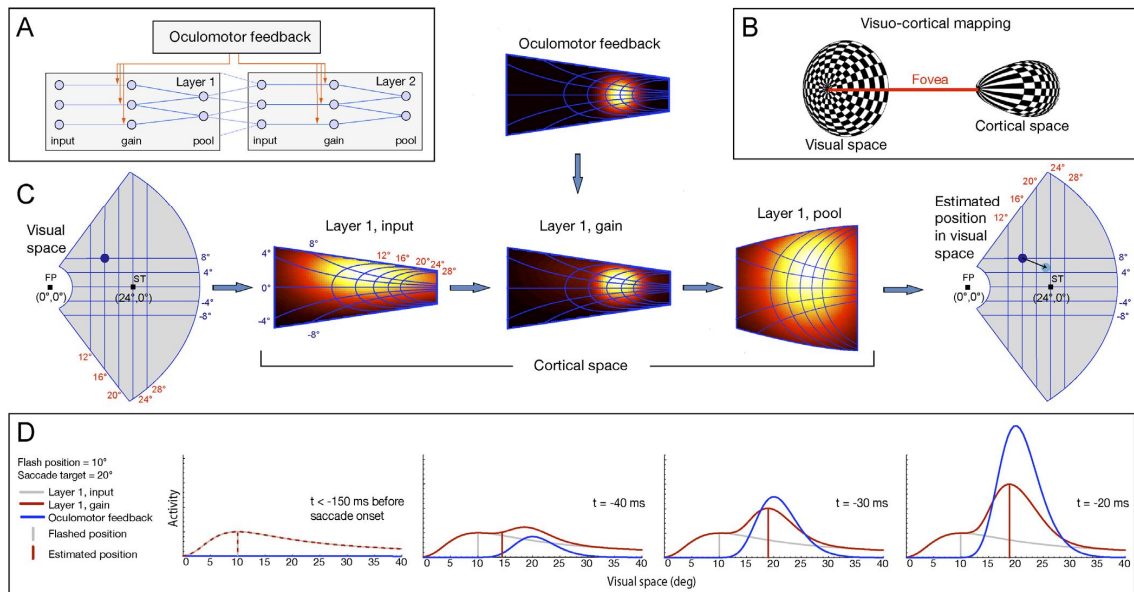 A
Oculomotor feedback
Layer 1
Layer 2
input
gain
pool
input
gain
pool
Oculomotor feedback
B
Visuo-cortical mapping
Fovea
Visual space
Cortical space
C
Visual
space
FP
(0°,0°)
ST
(24°,0°)
8°
4°
-4°
-8°
12°
16°
20°
24°
28°
Layer 1, input
8°
4°
0°
-4°
-8°
12°
16°
20°
24°
28°
Layer 1, gain
Layer 1, pool
Cortical space
Estimated
position
in visual
space
FP
(0°,0°)
ST
(24°,0°)
12°
16°
20°
24°
28°
8°
4°
-4°
-8°
D
Flash position = 10°
Saccade target = 20°
Layer 1, input
Layer 1, gain
Oculomotor feedback
Flashed position
Estimated position
Activity
t < -150 ms before
saccade onset
0 5 10 15 20 25 30 35 40
t = -40 ms
0 5 10 15 20 25 30 35 40
t = -30 ms
0 5 10 15 20 25 30 35 40
t = -20 ms
0 5 10 15 20 25 30 35 40
Visual space (deg)